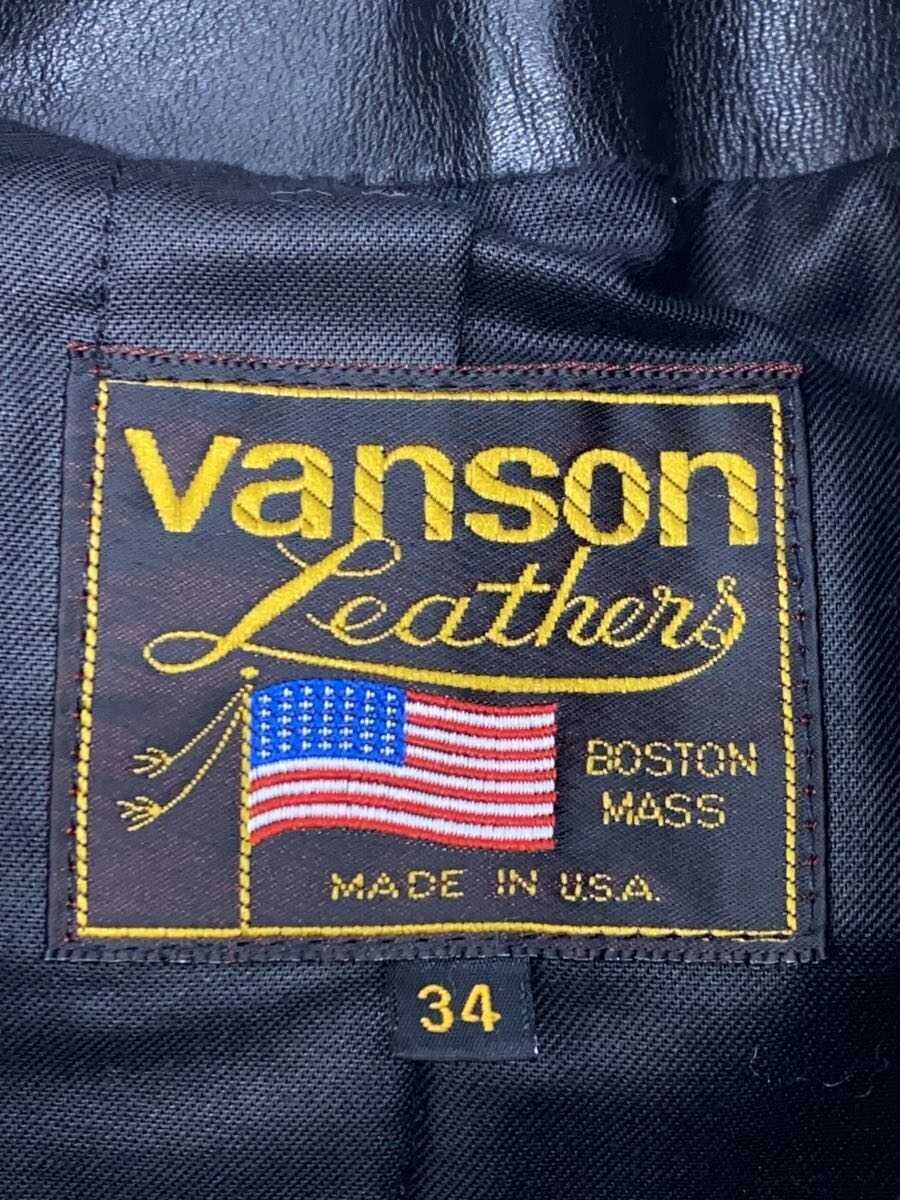 vanson
Leathers
BOSTON
MASS
MADE IN U.S.A.
34